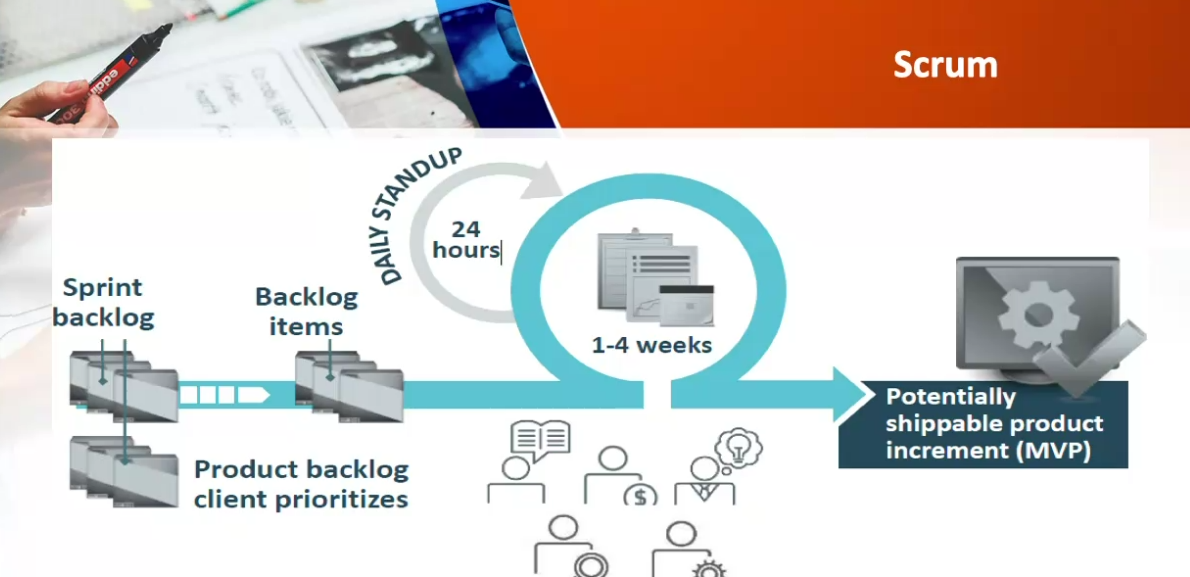 Scrum
DAILY STANDUP
24
hours
Sprint
backlog
Backlog
items
1-4 weeks
Potentially
shippable product
increment (MVP)
Product backlog
client prioritizes
$
edding